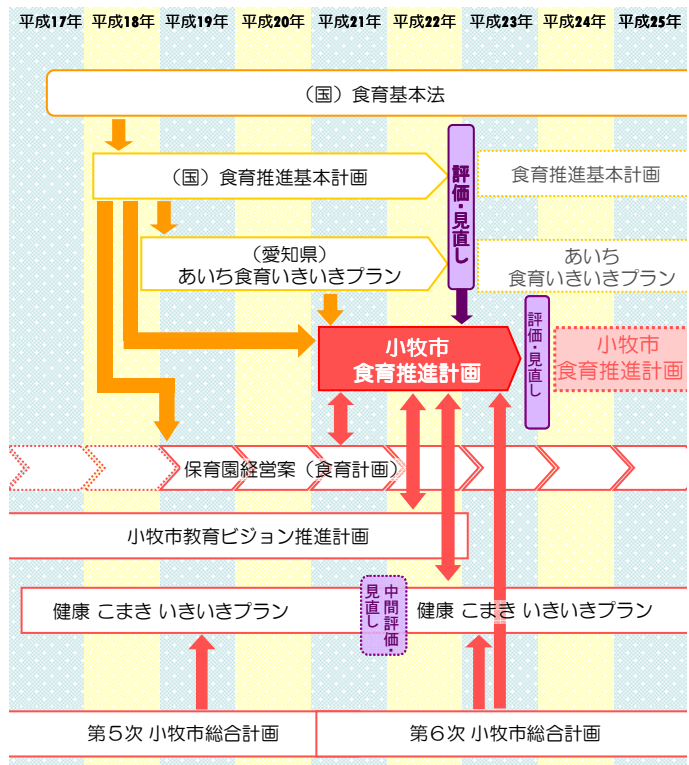 平成17年 平成18年 平成19年 平成20年 平成21年 平成22年 平成23年 平成24年 平成25年
（国）食育基本法
（国）食育推進基本計画
評価・見直し
食育推進基本計画
（愛知県）
あいち食育いきいきプラン
あいち
食育いきいきプラン
小牧市
食育推進計画
評価・見直し
小牧市
食育推進計画
保育園経営案（食育計画）
小牧市教育ビジョン推進計画
健康 こまき いきいきプラン
中間評価・
見直し
健康 こまき いきいきプラン
第５次 小牧市総合計画
第６次 小牧市総合計画